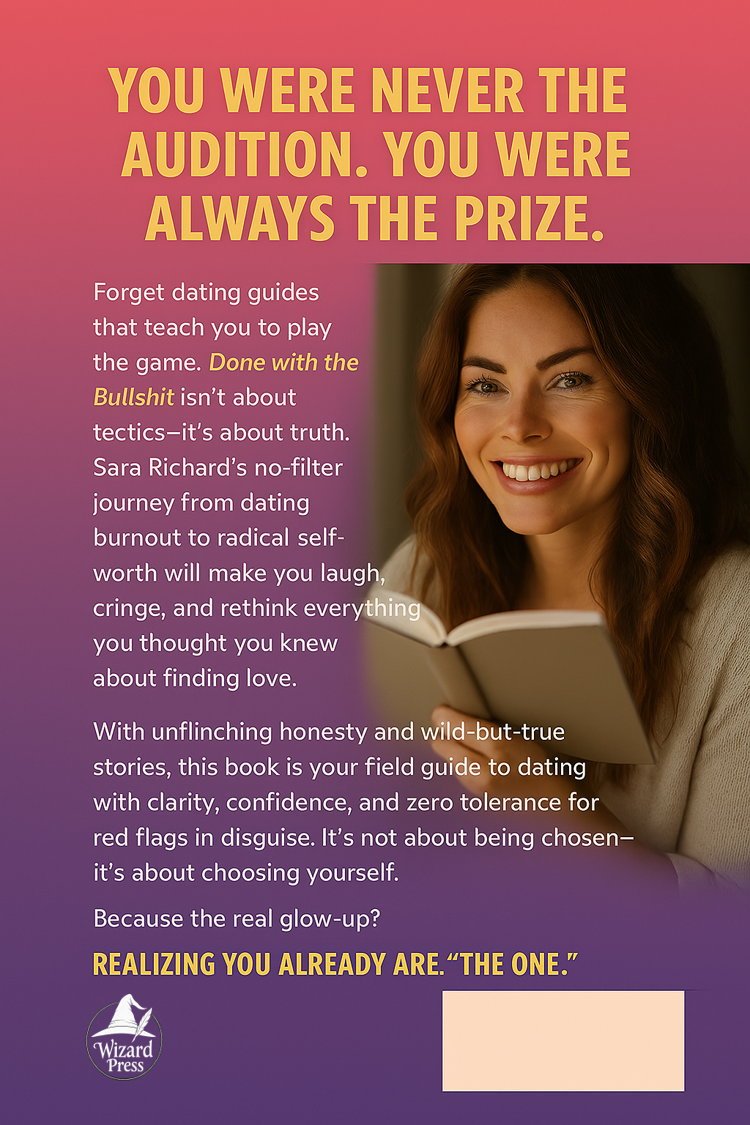 YOU WERE NEVER THE
AUDITION. YOU WERE
ALWAYS THE PRIZE.
Forget dating guides
that teach you to play
the game. Done with the
Bullshit isn’t about
tactics—it's about truth.
Sara Richard’s no-filter
journey from dating
burnout to radical self-
worth will make you laugh,
cringe, and rethink everything
you thought you knew
about finding love.
With unflinching honesty and wild-but-true
stories, this book is your field guide to dating
with clarity, confidence, and zero tolerance for
red flags in disguise. It’s not about being chosen—
it’s about choosing yourself.
Because the real glow-up?
REALIZING YOU ALREADY ARE.“THE ONE.”
Wizard
Press